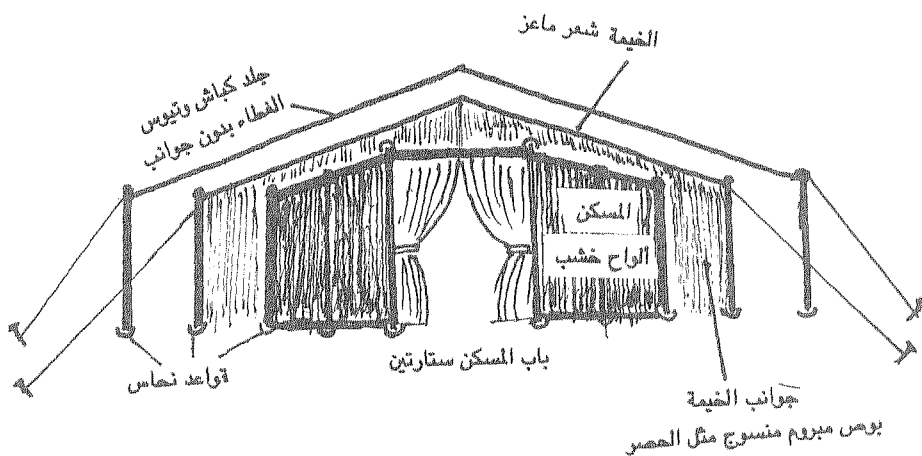 الخيمة شعر ماعز
جلد كباش وتيوس
الغطاء بدون جوانب
المسكن
ألواح خشب
باب المسكن ستارتين
قواعد نحاس
جوانب الخيمة
بوص مبروم منسوج مثل الحصر